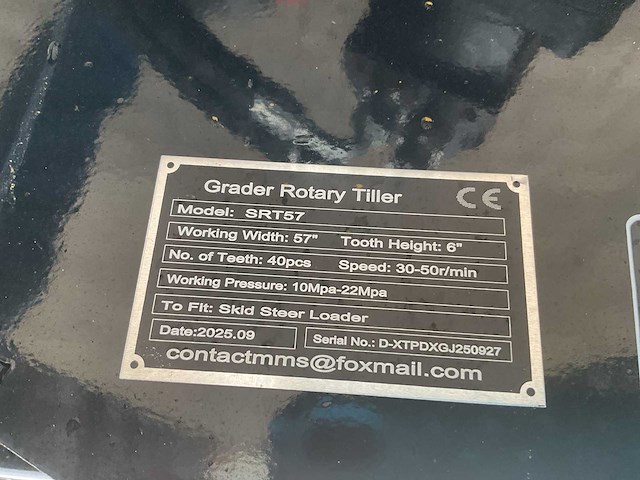 Grader Rotary Tiller CE
Model: SRT57
Working Width: 57" Tooth Height: 6"
No. of Teeth: 40pcs Speed: 30-50r/min
Working Pressure: 10Mpa-22Mpa
To Fit: Skid Steer Loader
Date:2025.09 Serial No.: D-XTPDXGJ250927
contactmms@foxmail.com